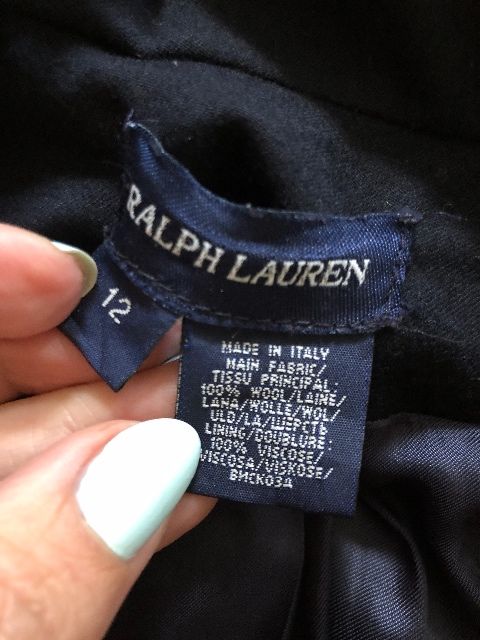 RALPH LAUREN
12
MADE IN ITALY
MAIN FABRIC/
TISSU PRINCIPAL:
100% WOOL/LAINE/
LANA/WOLLE/WOL/
ULD/LA/ШЕРСТЬ
LINING/DOUBLURE:
100% VISCOSE/
VISCOSA/VISKOSE/
ВИСКОЗА